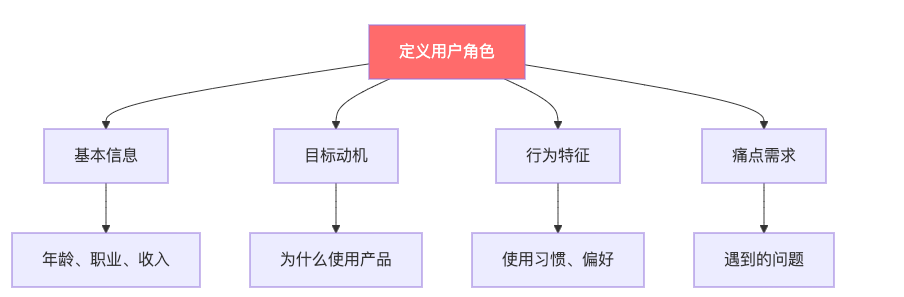 定义用户角色
基本信息
目标动机
行为特征
痛点需求
年龄、职业、收入
为什么使用产品
使用习惯、偏好
遇到的问题